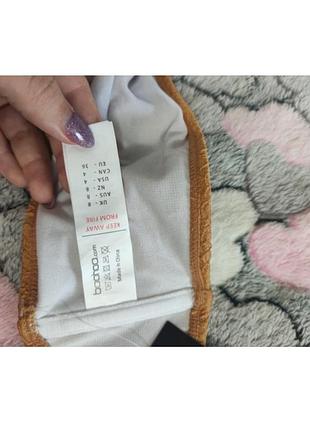 KEEP AWAY
FROM FIRE
UK - 8
AUS - 8
NZ - 8
USA - 4
CAN - 4
EU - 36
boohoo.com
Made in China